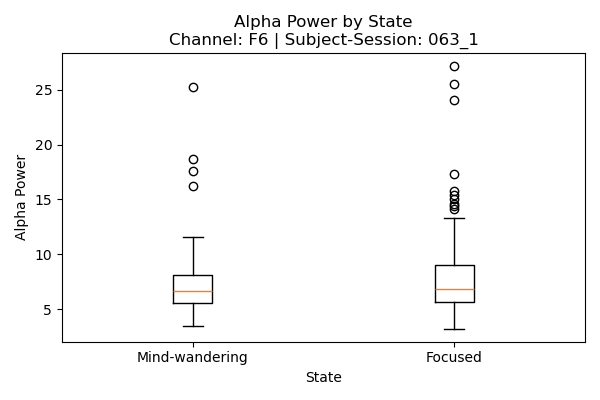 Alpha Power by State
Channel: F6 | Subject-Session: 063_1
Alpha Power
25
20
15
10
5
Mind-wandering
Focused
State